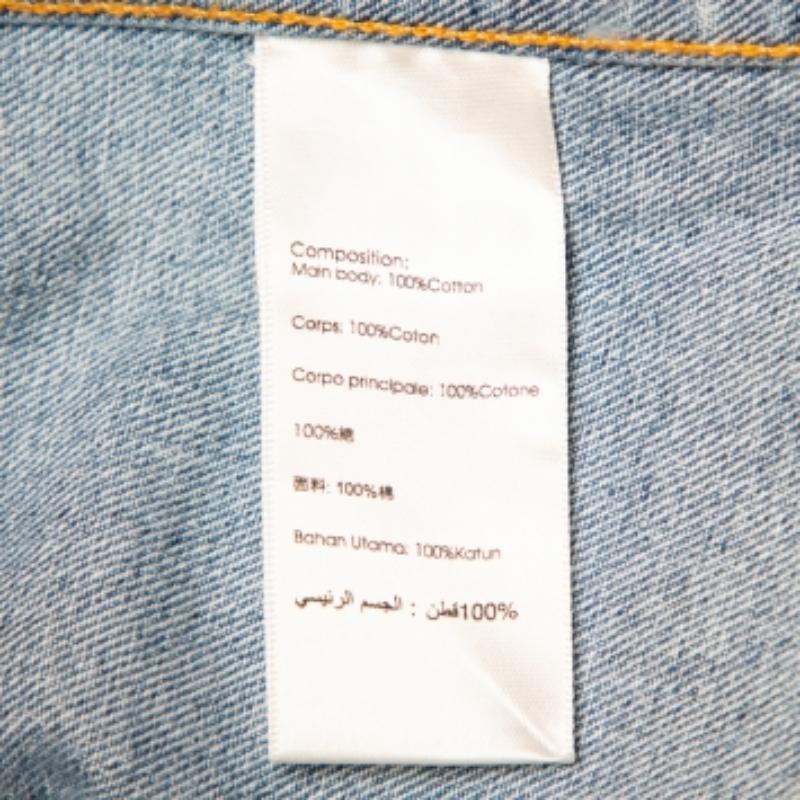 Composition:
Main body: 100%Cotton
Corps: 100%Coton
Corpo principale: 100%Cotone
100%綿
面料: 100%棉
Bahan Utama: 100%Katun
الجسم الرئيسي : قطن100%